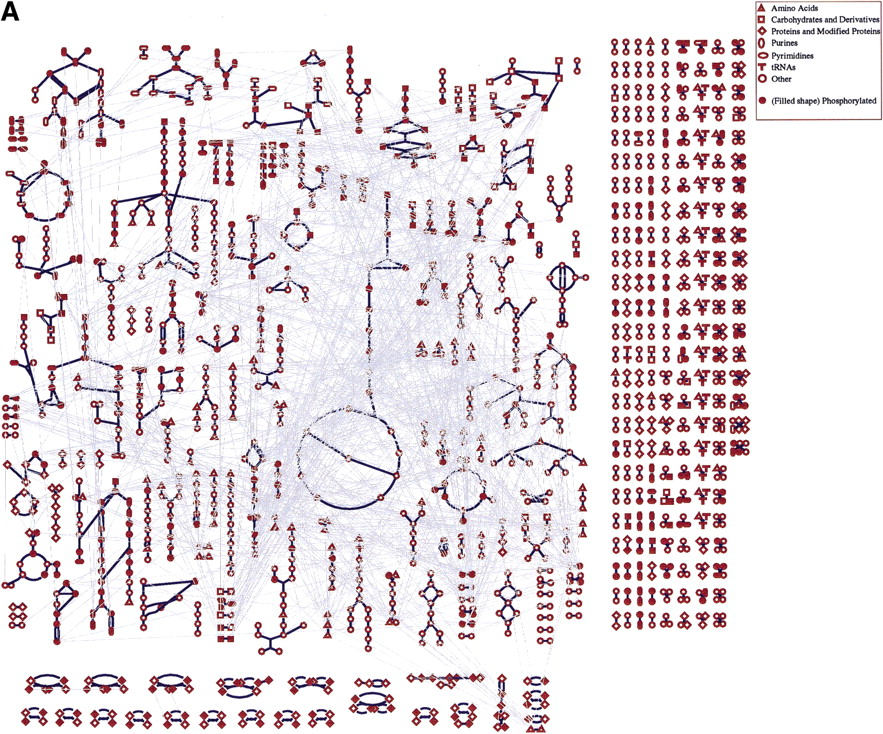 A
Amino Acids
Carbohydrates and Derivatives
Proteins and Modified Proteins
Purines
Pyrimidines
tRNAs
Other
(Filled shape) Phosphorylated